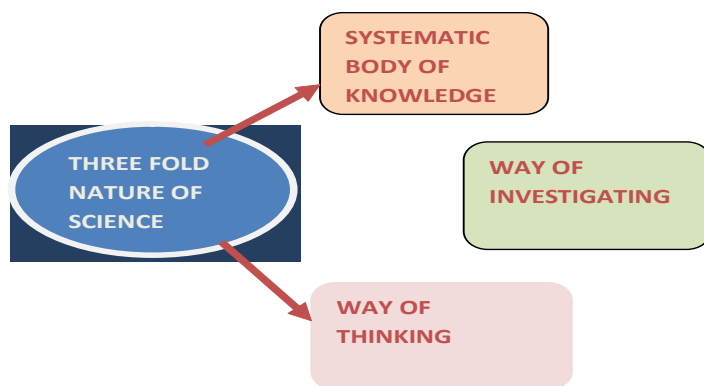 SYSTEMATIC
BODY OF
KNOWLEDGE
THREE FOLD
NATURE OF
SCIENCE
WAY OF
INVESTIGATING
WAY OF
THINKING